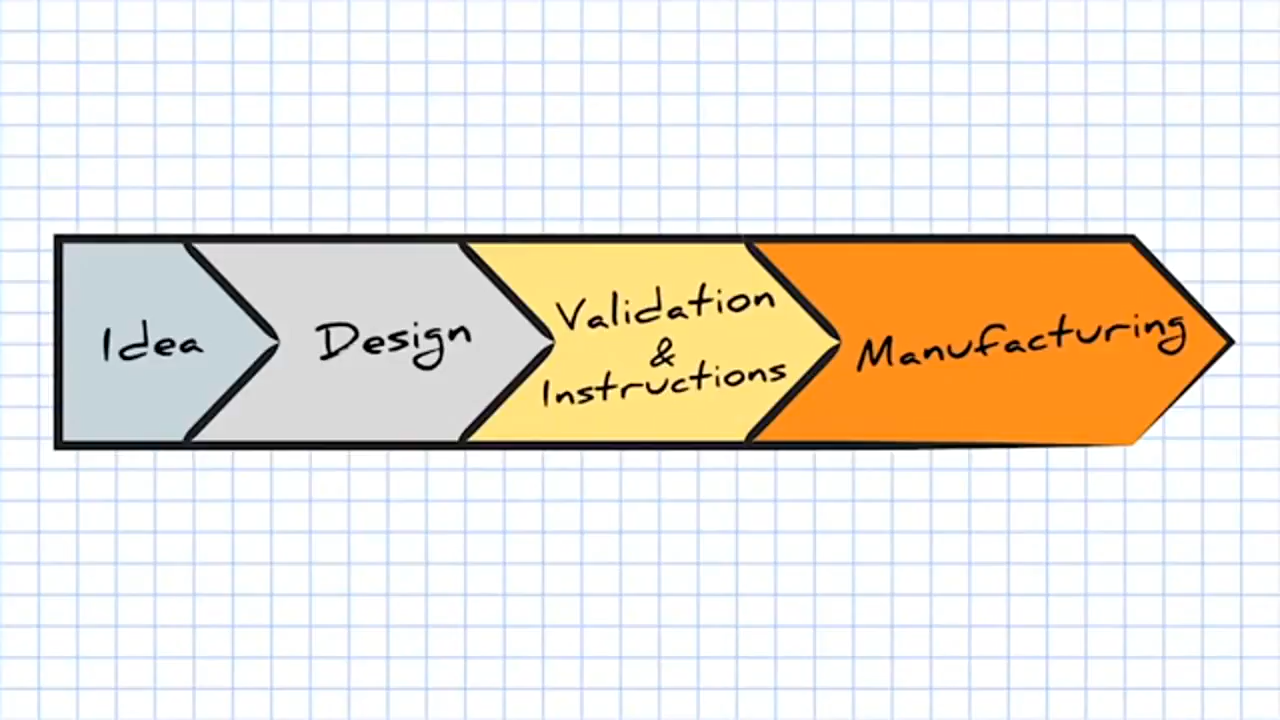 Idea
Design
Validation
&
Instructions
Manufacturing